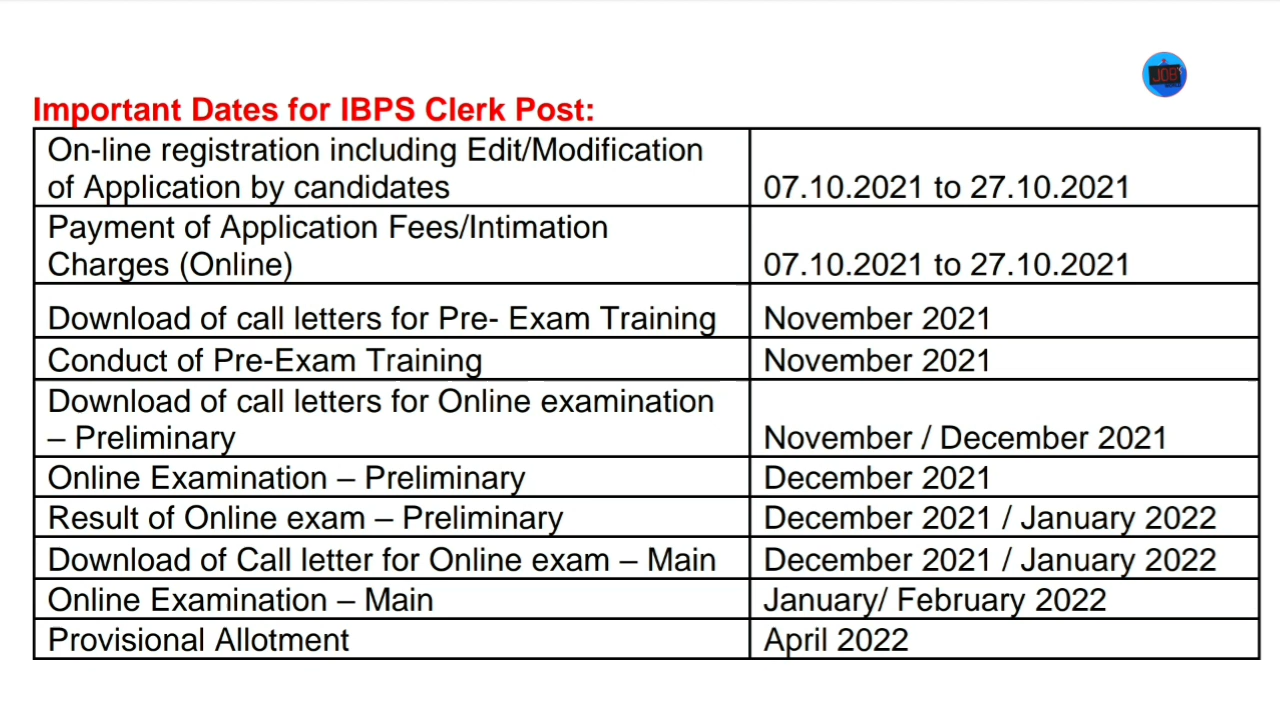 JOB
Important Dates for IBPS Clerk Post:
On-line registration including Edit/Modification
of Application by candidates
07.10.2021 to 27.10.2021
Payment of Application Fees/Intimation
Charges (Online)
07.10.2021 to 27.10.2021
Download of call letters for Pre- Exam Training
November 2021
Conduct of Pre-Exam Training
November 2021
Download of call letters for Online examination
– Preliminary
November / December 2021
Online Examination – Preliminary
December 2021
Result of Online exam – Preliminary
December 2021 / January 2022
Download of Call letter for Online exam – Main
December 2021 / January 2022
Online Examination – Main
January/ February 2022
Provisional Allotment
April 2022